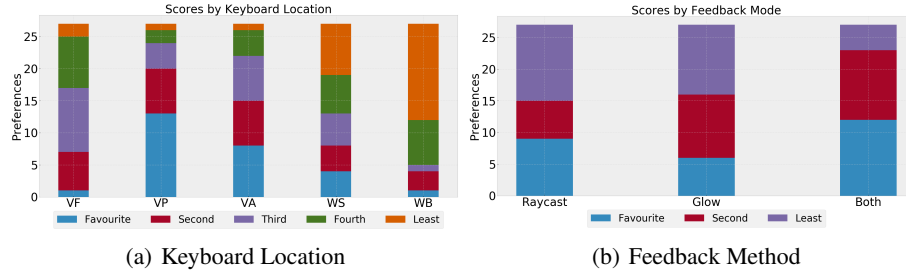 Scores by Keyboard Location
Preferences
25
20
15
10
5
0
VF VP VA WS WB
Favourite Second Third Fourth Least
(a) Keyboard Location
Scores by Feedback Mode
Preferences
25
20
15
10
5
0
Raycast Glow Both
Favourite Second Least
(b) Feedback Method